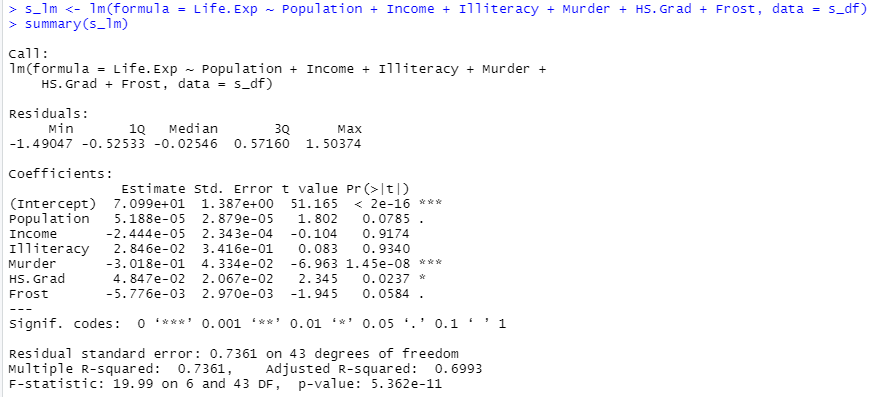 > s_lm <- lm(formula = Life.Exp ~ Population + Income + Illiteracy + Murder + HS.Grad + Frost, data = s_df)
> summary(s_lm)

Call:
lm(formula = Life.Exp ~ Population + Income + Illiteracy + Murder +
    HS.Grad + Frost, data = s_df)

Residuals:
     Min       1Q   Median       3Q      Max
-1.49047 -0.52533 -0.02546  0.57160  1.50374

Coefficients:
              Estimate Std. Error t value Pr(>|t|)
(Intercept)  7.099e+01  1.387e+00  51.165  < 2e-16 ***
Population   5.188e-05  2.879e-05   1.802   0.0785 .
Income      -2.444e-05  2.343e-04  -0.104   0.9174
Illiteracy   2.846e-02  3.416e-01   0.083   0.9340
Murder      -3.018e-01  4.334e-02  -6.963 1.45e-08 ***
HS.Grad      4.847e-02  2.067e-02   2.345   0.0237 *
Frost       -5.776e-03  2.970e-03  -1.945   0.0584 .
---
Signif. codes:  0 ‘***’ 0.001 ‘**’ 0.01 ‘*’ 0.05 ‘.’ 0.1 ‘ ’ 1

Residual standard error: 0.7361 on 43 degrees of freedom
Multiple R-squared:  0.7361,    Adjusted R-squared:  0.6993
F-statistic: 19.99 on 6 and 43 DF,  p-value: 5.362e-11